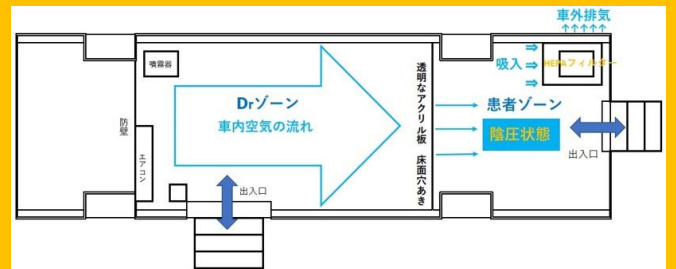 車外排気
↑↑↑↑↑
噴霧器
吸入 ⇒
HEPAフィルター
Drゾーン
車内空気の流れ
防壁
エアコン
透明なアクリル板 床面穴あき
患者ゾーン
陰圧状態
出入口
出入口